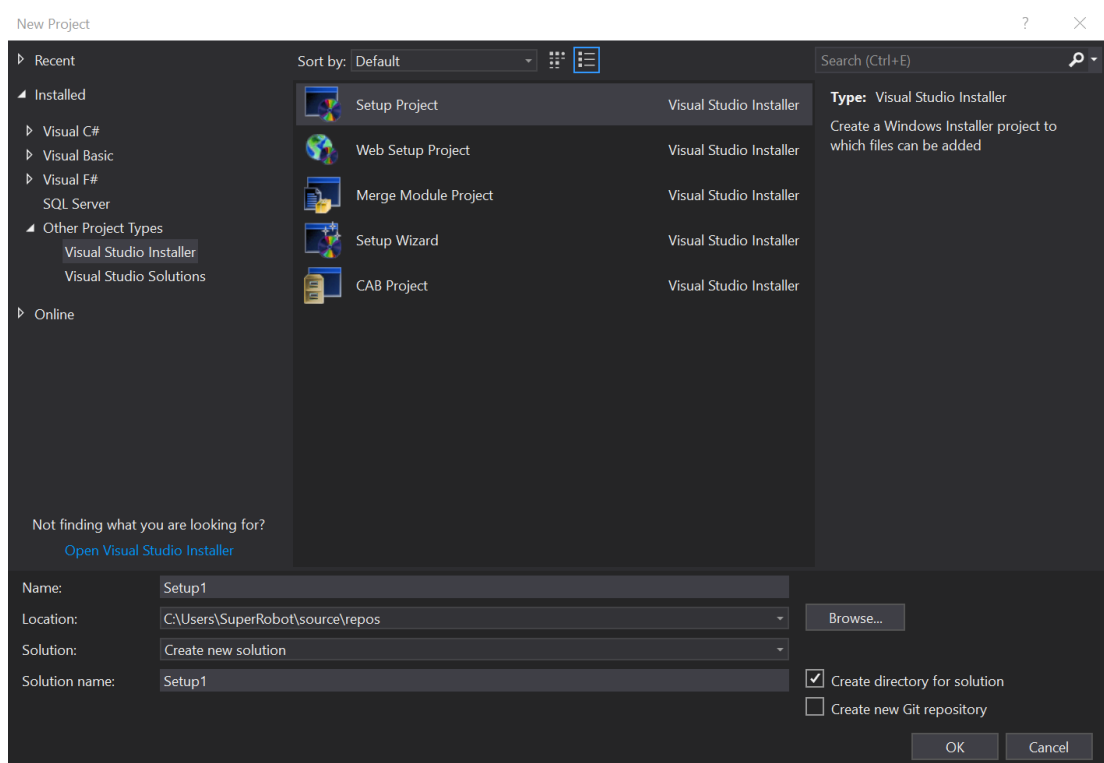 New Project
? ×
Recent
Installed
Visual C#
Visual Basic
Visual F#
SQL Server
Other Project Types
Visual Studio Installer
Visual Studio Solutions
Online
Not finding what you are looking for?
Open Visual Studio Installer
Sort by: Default
Setup Project Visual Studio Installer
Web Setup Project Visual Studio Installer
Merge Module Project Visual Studio Installer
Setup Wizard Visual Studio Installer
CAB Project Visual Studio Installer
Search (Ctrl+E)
Type: Visual Studio Installer
Create a Windows Installer project to
which files can be added
Name: Setup1
Location: C:\Users\SuperRobot\source\repos Browse...
Solution: Create new solution
Solution name: Setup1
Create directory for solution
Create new Git repository
OK Cancel